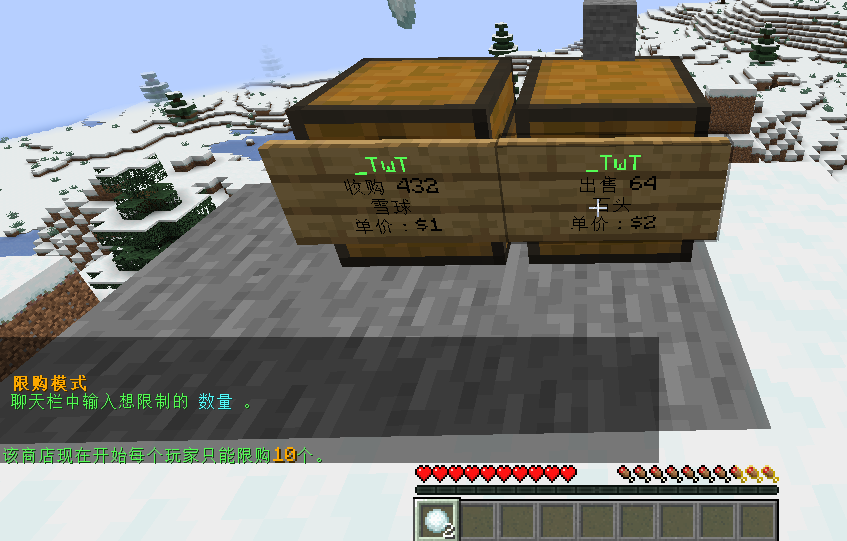 _TwT
收购 432
雪球
单价：$1
_TwT
出售 64
石头
单价：$2
限购模式
聊天栏中输入想限制的 数量 。
该商店现在开始每个玩家只能限购10个。
2